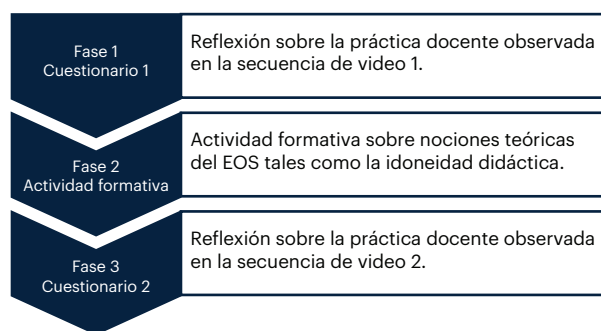 Fase 1
Cuestionario 1
Reflexión sobre la práctica docente observada
en la secuencia de video 1.
Fase 2
Actividad formativa
Actividad formativa sobre nociones teóricas
del EOS tales como la idoneidad didáctica.
Fase 3
Cuestionario 2
Reflexión sobre la práctica docente observada
en la secuencia de video 2.